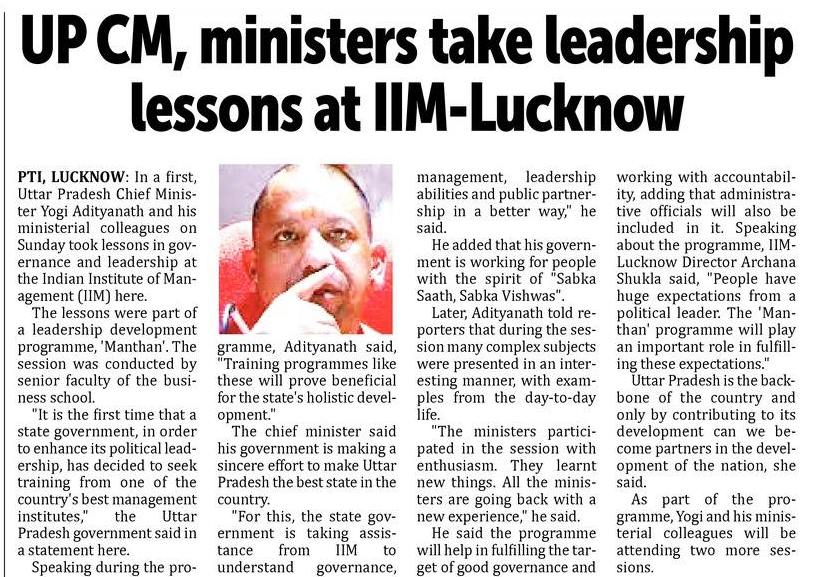 UP CM, ministers take leadership
lessons at IIM-Lucknow
PTI, LUCKNOW: In a first,
Uttar Pradesh Chief Minis-
ter Yogi Adityanath and his
ministerial colleagues on
Sunday took lessons in gov-
ernance and leadership at
the Indian Institute of Man-
agement (IIM) here.
The lessons were part of
a leadership development
programme, 'Manthan'. The
session was conducted by
senior faculty of the busi-
ness school.
"It is the first time that a
state government, in order
to enhance its political lead-
ership, has decided to seek
training from one of the
country's best management
institutes," the Uttar
Pradesh government said in
a statement here.
Speaking during the pro-
gramme, Adityanath said,
"Training programmes like
these will prove beneficial
for the state's holistic devel-
opment."
The chief minister said
his government is making a
sincere effort to make Uttar
Pradesh the best state in the
country.
"For this, the state gov-
ernment is taking assis-
tance from IIM to
understand governance,
management, leadership
abilities and public partner-
ship in a better way," he
said.
He added that his govern-
ment is working for people
with the spirit of "Sabka
Saath, Sabka Vishwas".
Later, Adityanath told re-
porters that during the ses-
sion many complex subjects
were presented in an inter-
esting manner, with exam-
ples from the day-to-day
life.
"The ministers partici-
pated in the session with
enthusiasm. They learnt
new things. All the minis-
ters are going back with a
new experience," he said.
He said the programme
will help in fulfilling the tar-
get of good governance and
working with accountabil-
ity, adding that administra-
tive officials will also be
included in it. Speaking
about the programme, IIM-
Lucknow Director Archana
Shukla said, "People have
huge expectations from a
political leader. The 'Man-
than' programme will play
an important role in fulfill-
ing these expectations."
Uttar Pradesh is the back-
bone of the country and
only by contributing to its
development can we be-
come partners in the devel-
opment of the nation, she
said.
As part of the pro-
gramme, Yogi and his minis-
terial colleagues will be
attending two more ses-
sions.